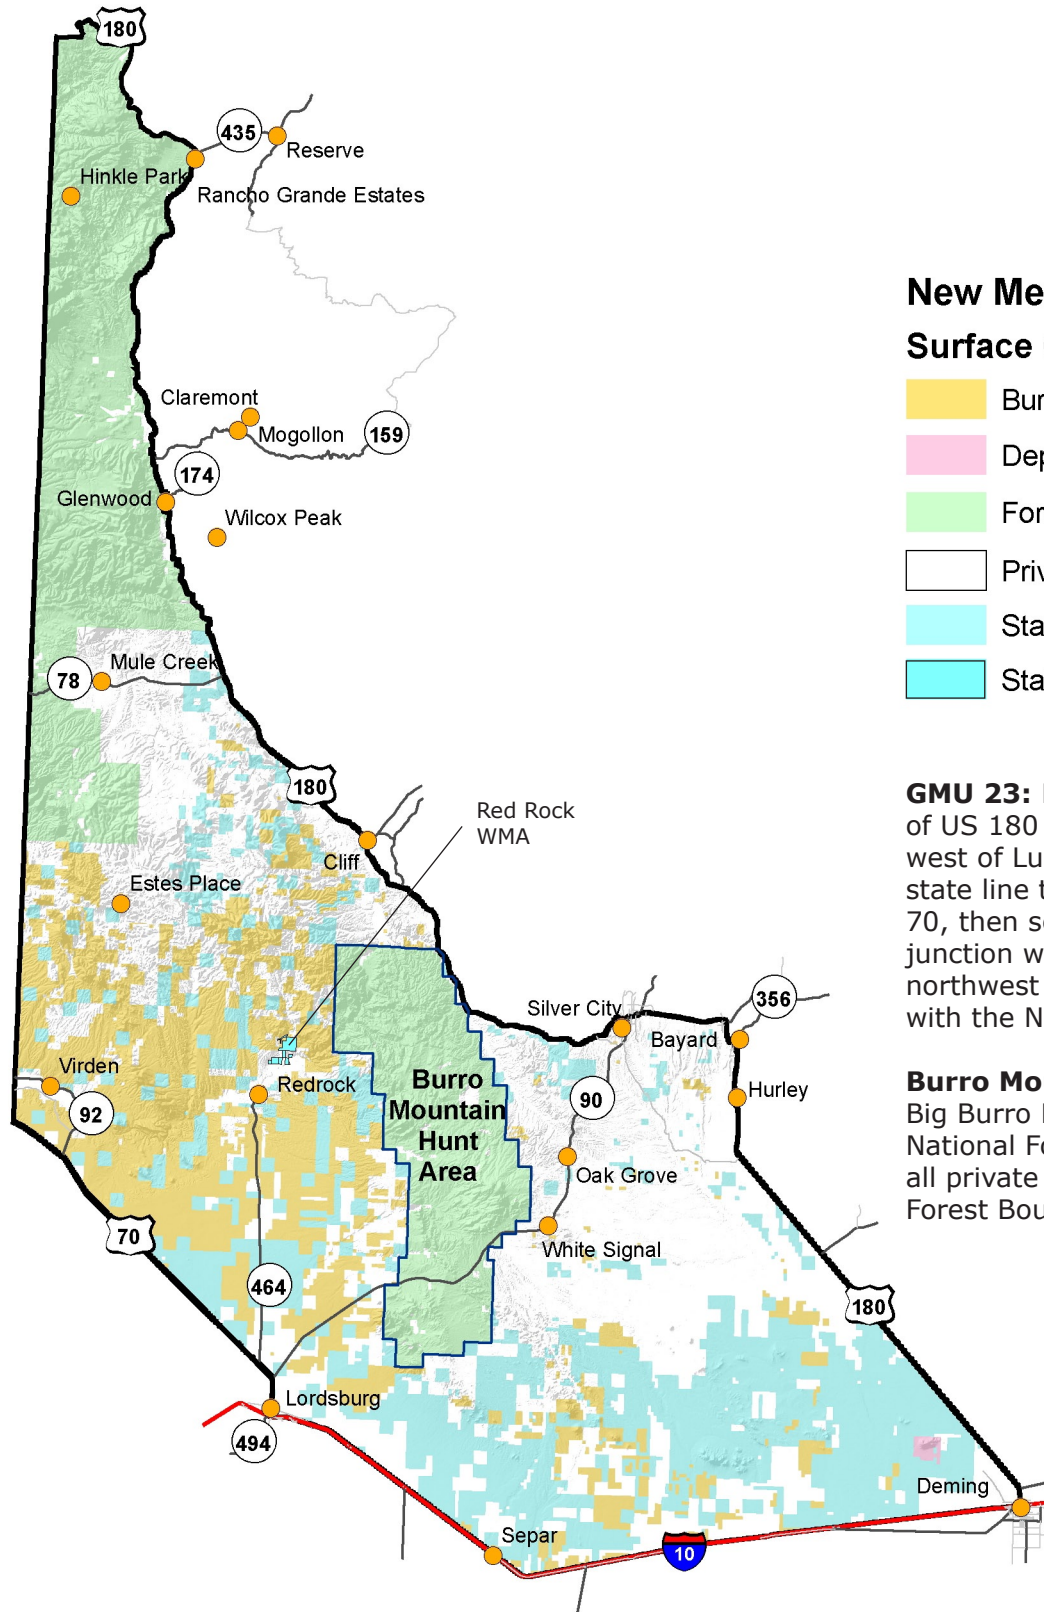 180
435
Reserve
Hinkle Park
Rancho Grande Estates
New Me
Surface
Bur
Dep
For
Priv
Sta
Sta
Claremont
Mogollon
159
174
Glenwood
Wilcox Peak
Mule Creek
78
180
Red Rock
WMA
Cliff
Estes Place
GMU 23:
of US 180
west of Lu
state line t
70, then s
junction w
northwest
with the N
Silver City
356
Bayard
Virden
92
Redrock
Burro
Mountain
Hunt
Area
90
Hurley
Burro Mo
Big Burro
National Fo
all private
Forest Bou
Oak Grove
White Signal
70
464
180
Lordsburg
494
Deming
Separ
10